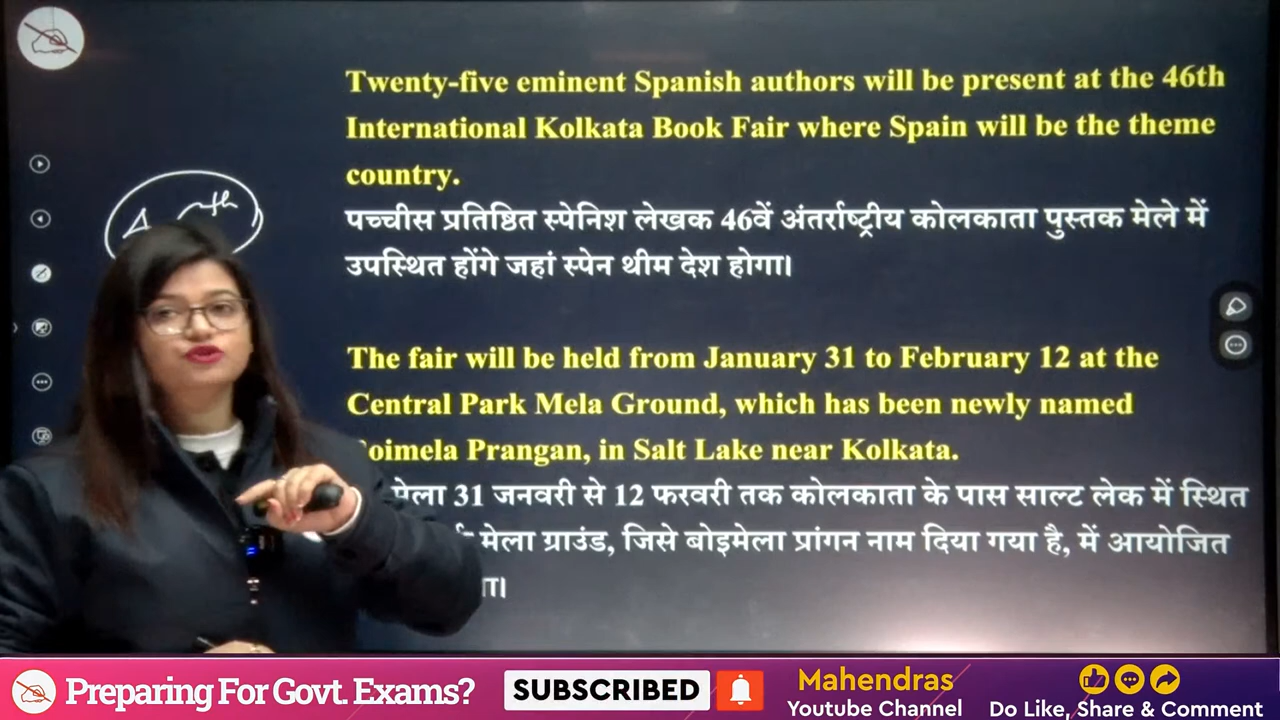 Twenty-five eminent Spanish authors will be present at the 46th
International Kolkata Book Fair where Spain will be the theme
country.
पच्चीस प्रतिष्ठित स्पेनिश लेखक 46वें अंतर्राष्ट्रीय कोलकाता पुस्तक मेले में
उपस्थित होंगे जहां स्पेन थीम देश होगा।
The fair will be held from January 31 to February 12 at the
Central Park Mela Ground, which has been newly named
Prangan, in Salt Lake near Kolkata.
मेला 31 जनवरी से 12 फरवरी तक कोलकाता के पास साल्ट लेक में स्थित
मेला ग्राउंड, जिसे बोइमेला प्रांगन नाम दिया गया है, में आयोजित
Preparing For Govt. Exams?
SUBSCRIBED
Mahendras
Youtube Channel
Do Like, Share & Comment